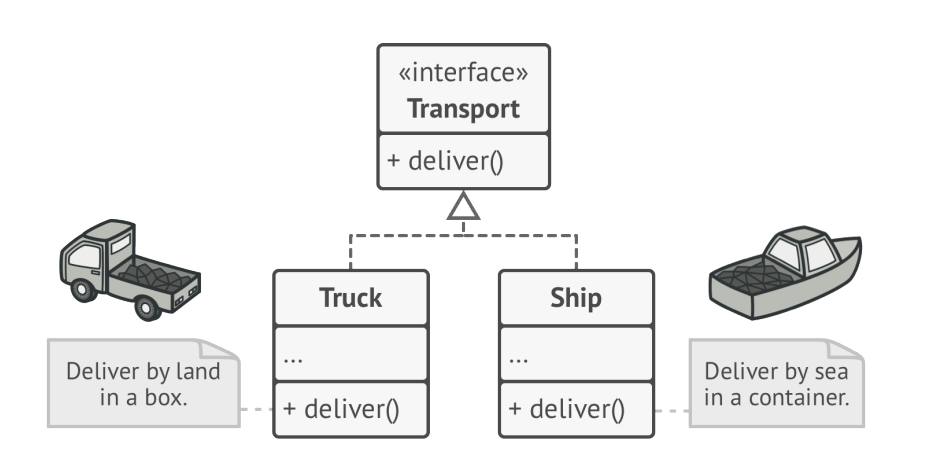 «interface»
Transport
+ deliver()
Truck
...
+ deliver()
Ship
...
+ deliver()
Deliver by land
in a box.
Deliver by sea
in a container.